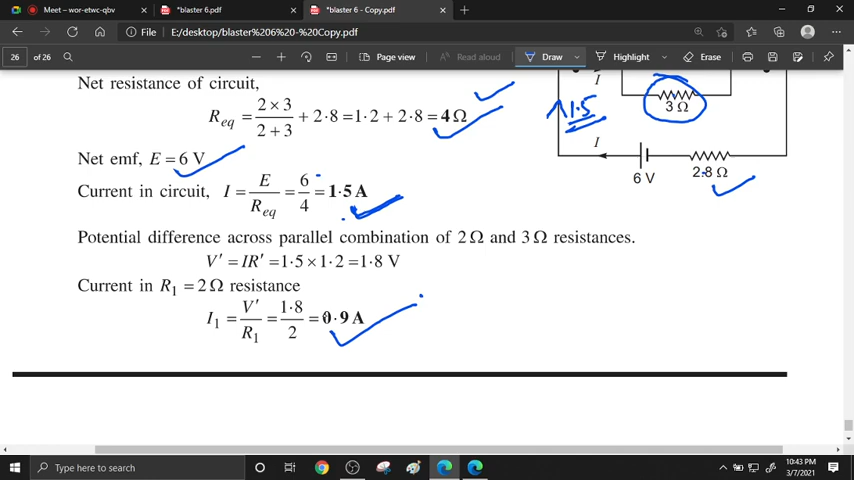 Meet – wor-etwc-qbv
*blaster 6.pdf
*blaster 6 - Copy.pdf
File E:/desktop/blaster%206%20-%20Copy.pdf
26 of 26
Page view
Read aloud
Draw
Highlight
Erase
Net resistance of circuit,
R_eq = (2 × 3)/(2 + 3) + 2·8 = 1·2 + 2·8 = 4 Ω
Net emf, E = 6 V
Current in circuit, I = E/R_eq = 6/4 = 1·5 A
Potential difference across parallel combination of 2 Ω and 3 Ω resistances.
V′ = IR′ = 1·5 × 1·2 = 1·8 V
Current in R₁ = 2 Ω resistance
I₁ = V′/R₁ = 1·8/2 = 0·9 A
I
3 Ω
1.5
I
6 V
2·8 Ω
Type here to search
10:43 PM
3/7/2021